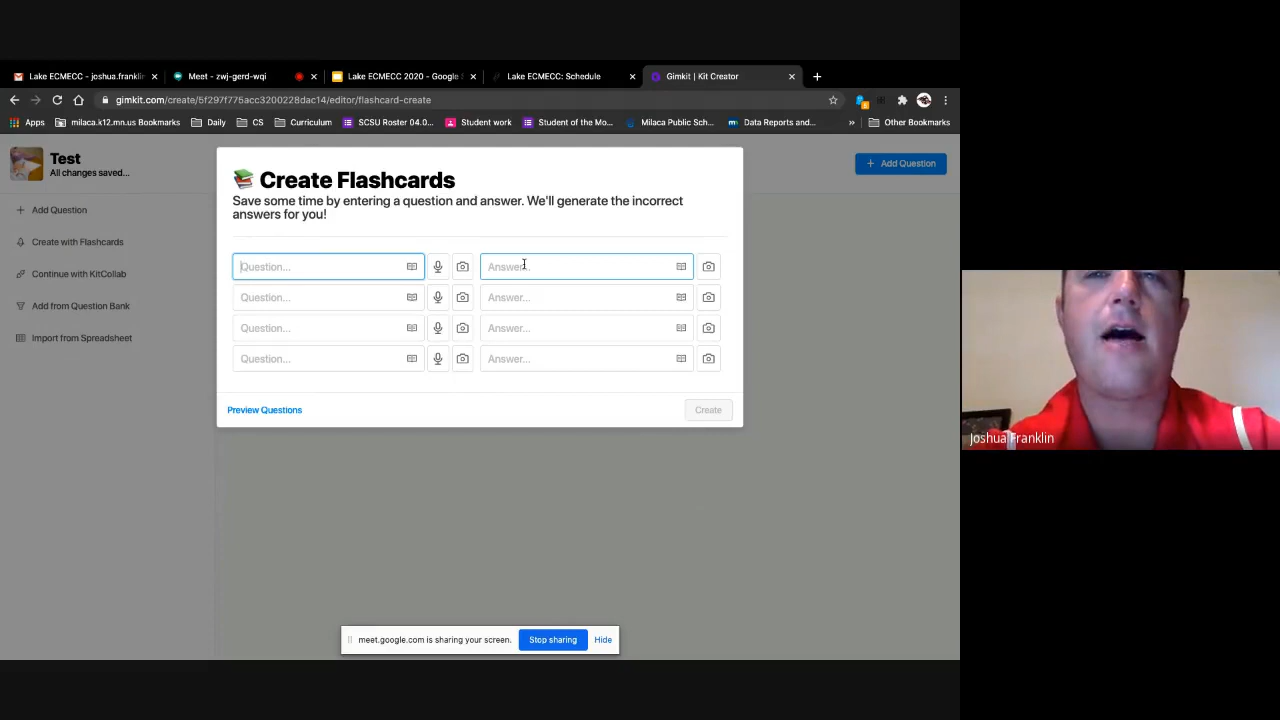 Lake ECMECC - joshua.franklin
Meet - zwj-gerd-wqi
Lake ECMECC 2020 - Google S
Lake ECMECC: Schedule
Gimkit | Kit Creator
gimkit.com/create/5f297f775acc3200228dac14/editor/flashcard-create
Apps
milaca.k12.mn.us Bookmarks
Daily
CS
Curriculum
SCSU Roster 04.0...
Student work
Student of the Mo...
Milaca Public Sch...
Data Reports and...
»
Other Bookmarks
Test
All changes saved...
+ Add Question
+ Add Question
Create with Flashcards
Continue with KitCollab
Add from Question Bank
Import from Spreadsheet
Create Flashcards
Save some time by entering a question and answer. We'll generate the incorrect
answers for you!
Question... Answer...
Question... Answer...
Question... Answer...
Question... Answer...
Preview Questions
Create
meet.google.com is sharing your screen.
Stop sharing
Hide
Joshua Franklin